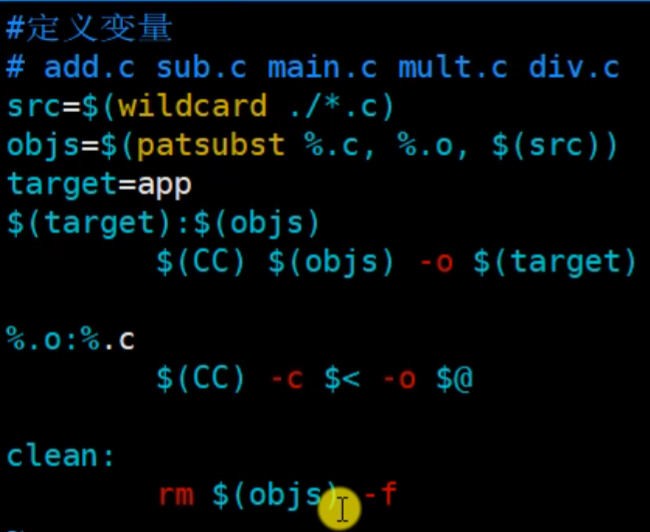 #定义变量
# add.c sub.c main.c mult.c div.c
src=$(wildcard ./*.c)
objs=$(patsubst %.c, %.o, $(src))
target=app
$(target):$(objs)
$(CC) $(objs) -o $(target)
%.o:%.c
$(CC) -c $< -o $@
clean:
rm $(objs) -f